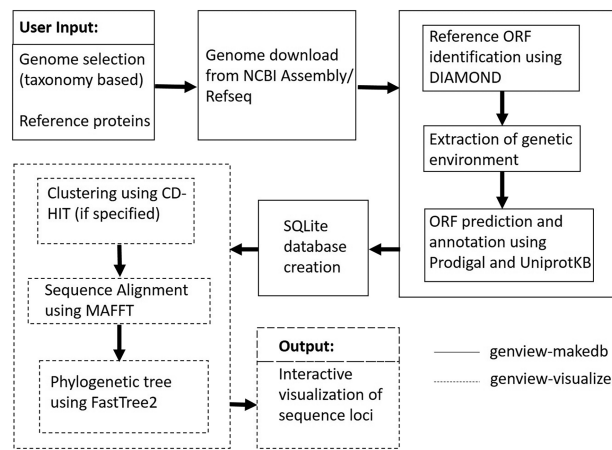 User Input:
Genome selection
(taxonomy based)
Reference proteins
Genome download
from NCBI Assembly/
Refseq
Reference ORF
identification using
DIAMOND
Extraction of genetic
environment
ORF prediction and
annotation using
Prodigal and UniprotKB
SQLite
database
creation
Clustering using CD-
HIT (if specified)
Sequence Alignment
using MAFFT
Phylogenetic tree
using FastTree2
Output:
Interactive
visualization of
sequence loci
genview-makedb
genview-visualize